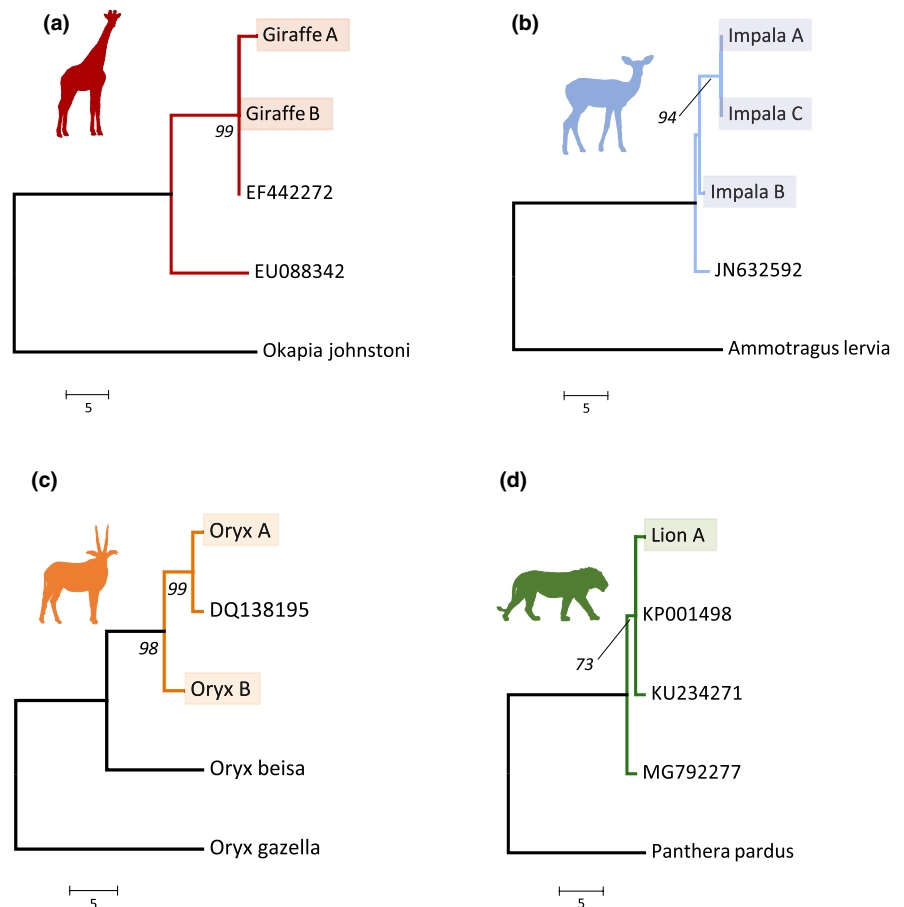 (a)
Giraffe A
Giraffe B
99
EF442272
EU088342
Okapia johnstoni
5
(b)
Impala A
94
Impala C
Impala B
JN632592
Ammotragus lervia
5
(c)
Oryx A
99
DQ138195
98
Oryx B
Oryx beisa
Oryx gazella
5
(d)
Lion A
KP001498
73
KU234271
MG792277
Panthera pardus
5